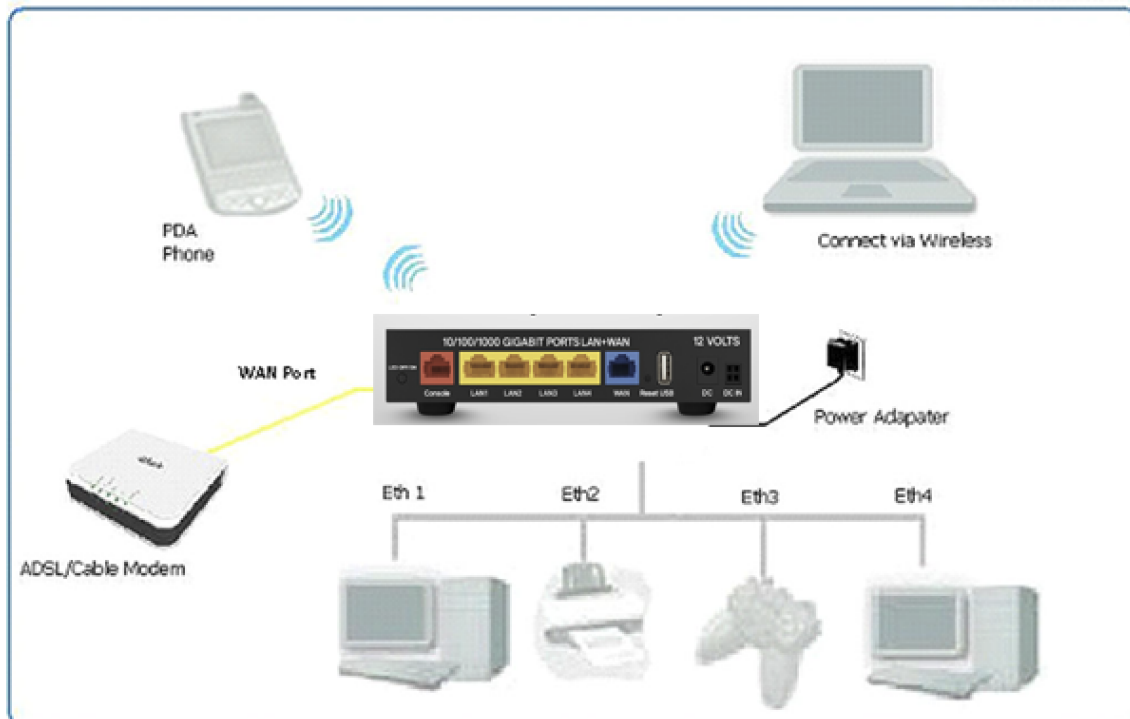 PDA
Phone
Connect via Wireless
10/100/1000 GIGABIT PORTS LAN+WAN
12 VOLTS
Console
LAN1
LAN2
LAN3
LAN4
WAN
Reset USB
DC
DC IN
WAN Port
Power Adapater
Eth 1
Eth2
Eth3
Eth4
ADSL/Cable Modem